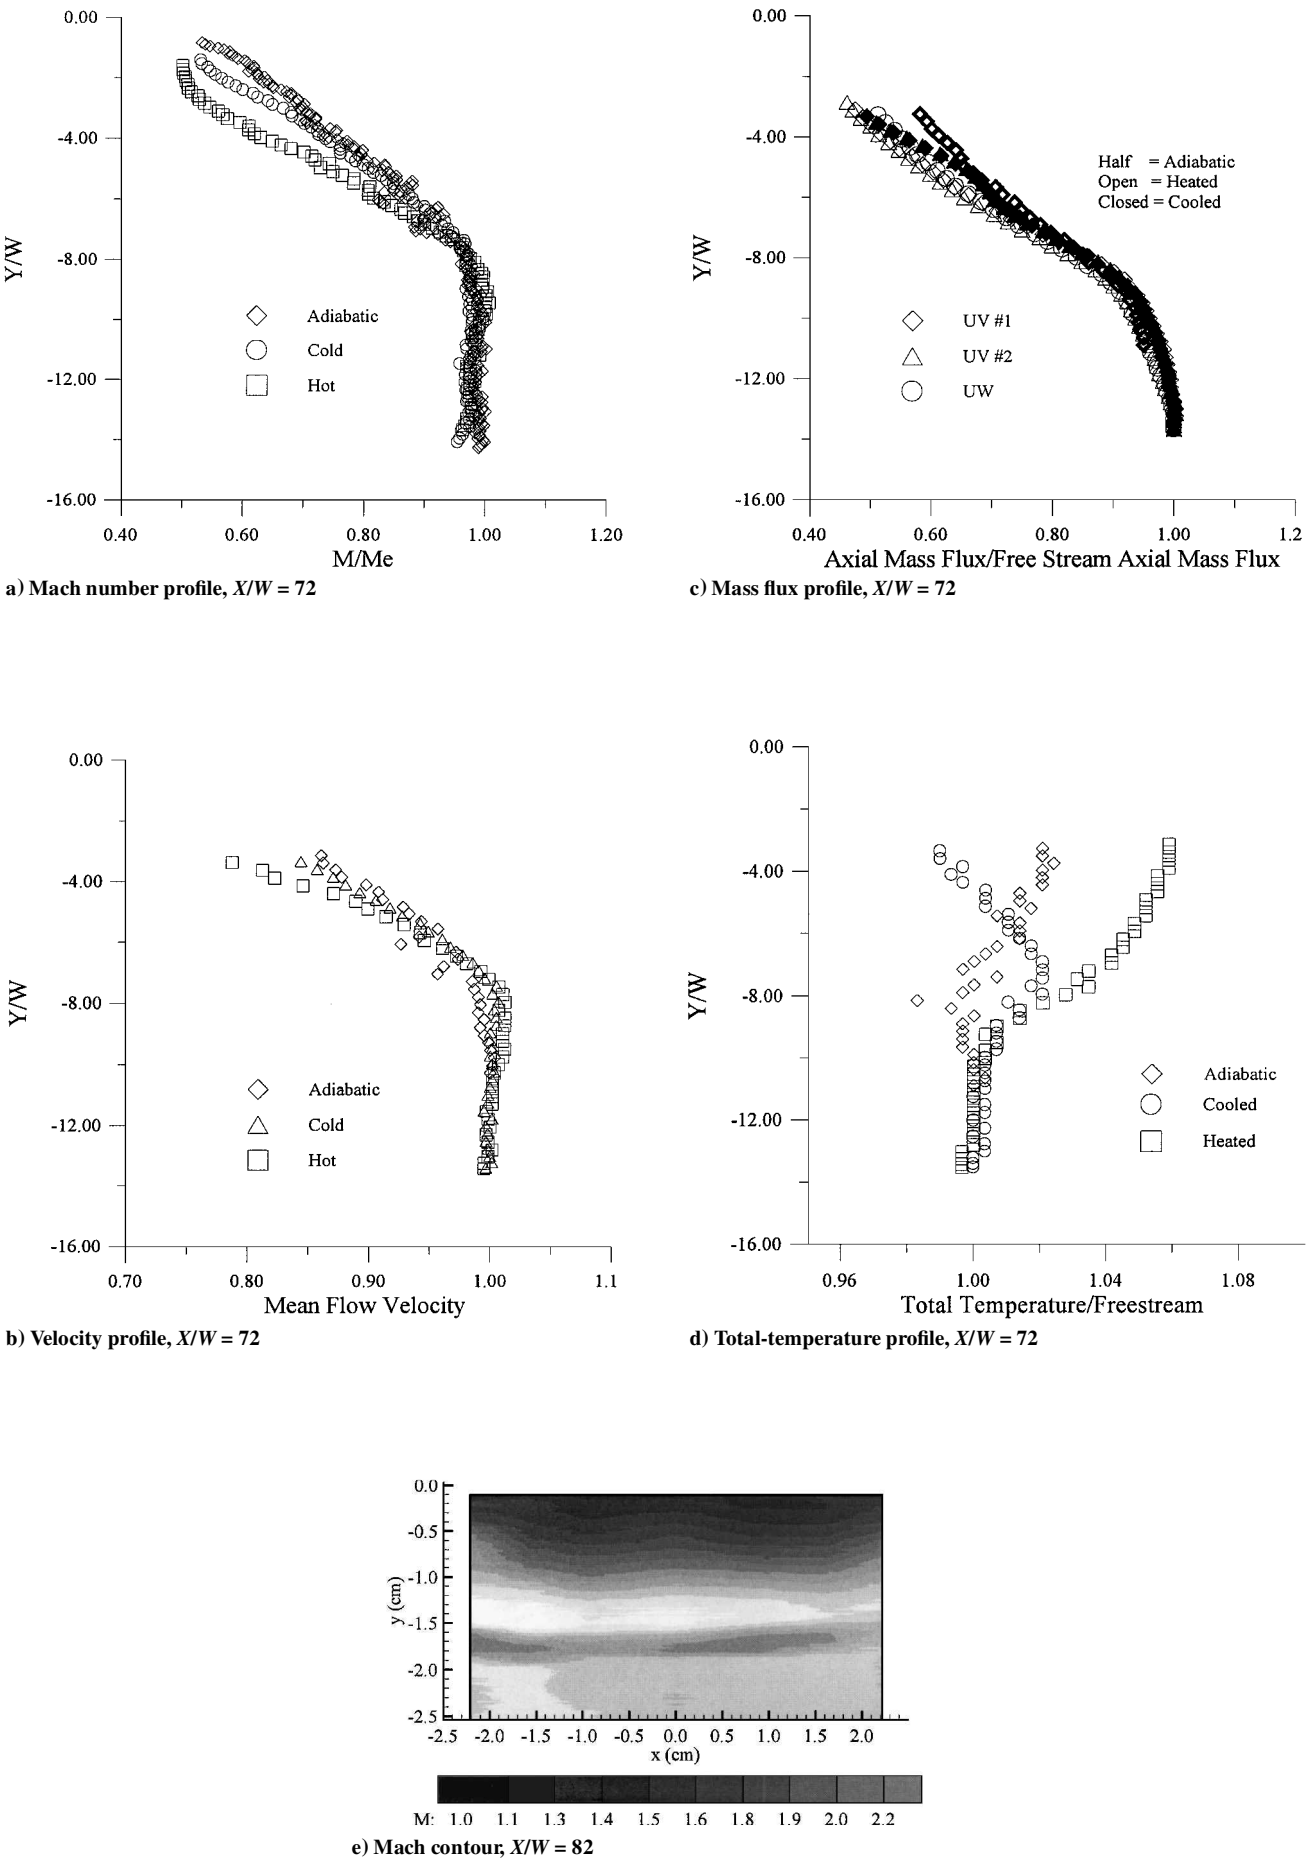 0.00
-4.00
-8.00
-12.00
-16.00
Y/W
Adiabatic
Cold
Hot
0.40 0.60 0.80 1.00 1.20
M/Me
a) Mach number profile, X/W = 72
0.00
-4.00
-8.00
-12.00
-16.00
Y/W
Half = Adiabatic
Open = Heated
Closed = Cooled
UV #1
UV #2
UW
0.40 0.60 0.80 1.00 1.2
Axial Mass Flux/Free Stream Axial Mass Flux
c) Mass flux profile, X/W = 72
0.00
-4.00
-8.00
-12.00
-16.00
Y/W
Adiabatic
Cold
Hot
0.70 0.80 0.90 1.00 1.1
Mean Flow Velocity
b) Velocity profile, X/W = 72
0.00
-4.00
-8.00
-12.00
-16.00
Y/W
Adiabatic
Cooled
Heated
0.96 1.00 1.04 1.08
Total Temperature/Freestream
d) Total-temperature profile, X/W = 72
0.0
-0.5
-1.0
-1.5
-2.0
-2.5
y (cm)
-2.5 -2.0 -1.5 -1.0 -0.5 0.0 0.5 1.0 1.5 2.0
x (cm)
M: 1.0 1.1 1.3 1.4 1.5 1.6 1.8 1.9 2.0 2.2
e) Mach contour, X/W = 82